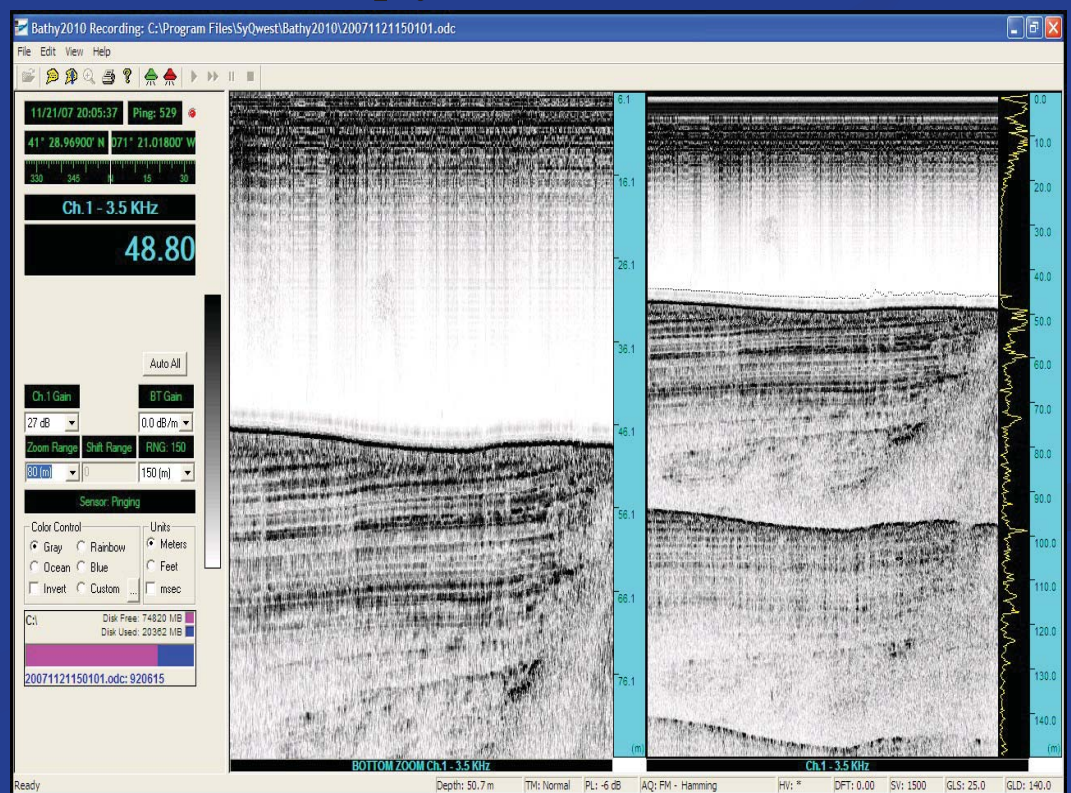 Bathy2010 Recording: C:\Program Files\SyQwest\Bathy2010\20071121150101.odc
File Edit View Help
11/21/07 20:05:37 Ping: 529
41° 28.96900' N 071° 21.01800' W
330 345 N 15 30
Ch.1 - 3.5 KHz
48.80
Auto All
Ch.1 Gain BT Gain
27 dB 0.0 dB/m
Zoom Range Shift Range RNG: 150
80 (m) 0 150 (m)
Sensor: Pinging
Color Control Units
Gray Rainbow Meters
Ocean Blue Feet
Invert Custom ... msec
C:\ Disk Free: 74820 MB
Disk Used: 20362 MB
20071121150101.odc: 920615
6.1
16.1
26.1
36.1
46.1
56.1
66.1
76.1
(m)
BOTTOM ZOOM Ch.1 - 3.5 KHz
0.0
10.0
20.0
30.0
40.0
50.0
60.0
70.0
80.0
90.0
100.0
110.0
120.0
130.0
140.0
(m)
Ch.1 - 3.5 KHz
Ready Depth: 50.7 m TM: Normal PL: -6 dB AQ: FM - Hamming HV: * DFT: 0.00 SV: 1500 GLS: 25.0 GLD: 140.0